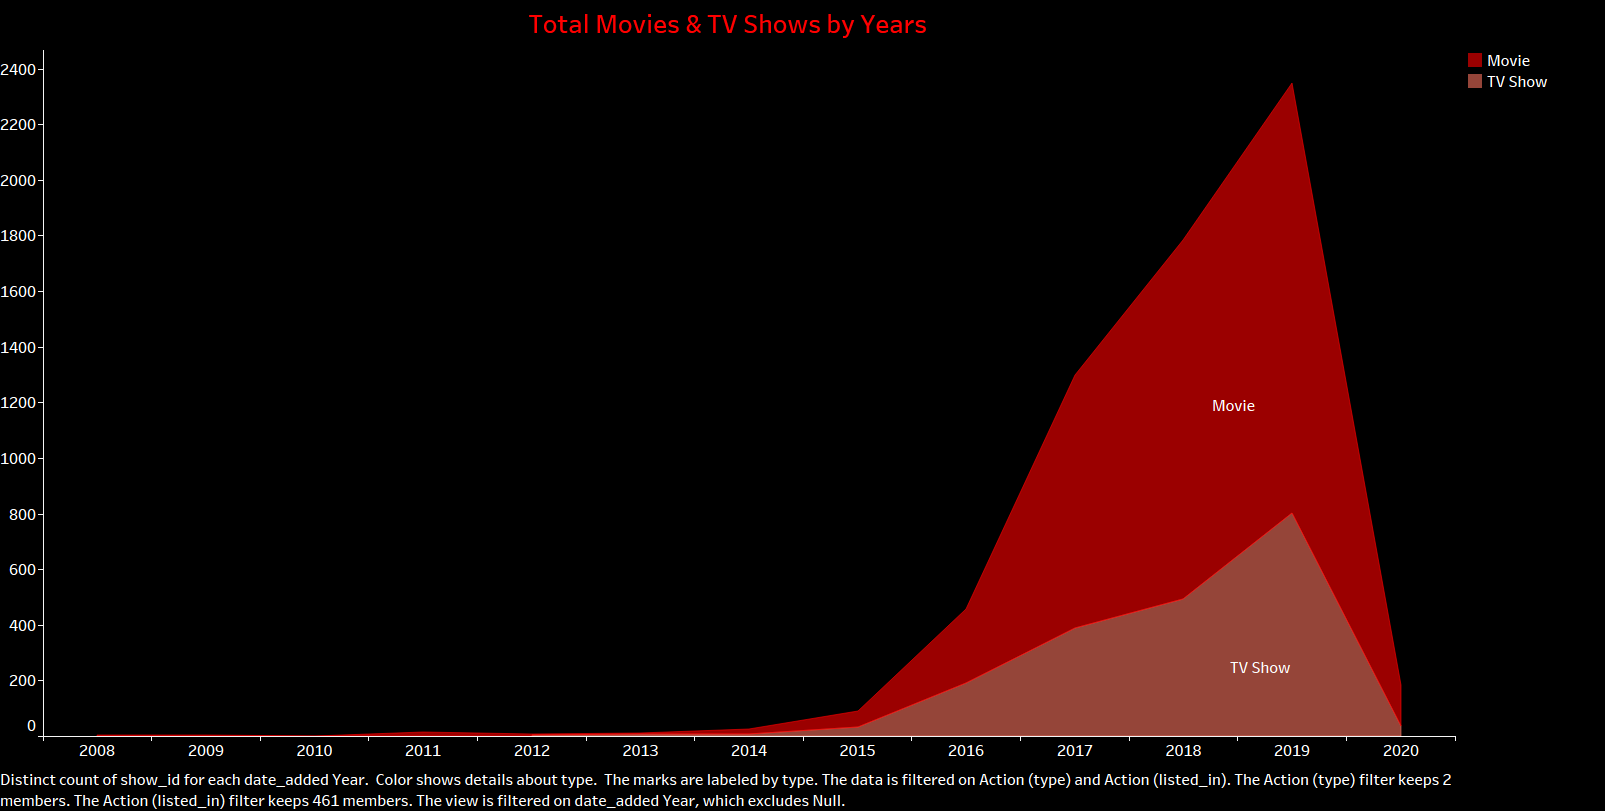 Total Movies & TV Shows by Years
Movie
TV Show
2400
2200
2000
1800
1600
1400
1200
1000
800
600
400
200
0
Movie
TV Show
2008 2009 2010 2011 2012 2013 2014 2015 2016 2017 2018 2019 2020
Distinct count of show_id for each date_added Year.  Color shows details about type.  The marks are labeled by type. The data is filtered on Action (type) and Action (listed_in). The Action (type) filter keeps 2
members. The Action (listed_in) filter keeps 461 members. The view is filtered on date_added Year, which excludes Null.